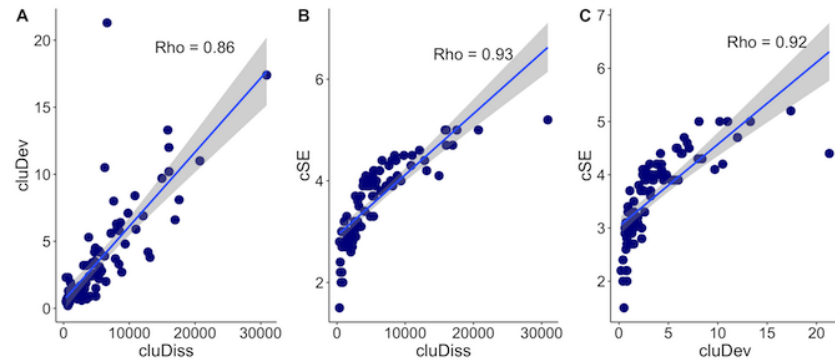 A
Rho = 0.86
20
15
10
5
0
cluDev
0
10000
20000
30000
cluDiss
B
Rho = 0.93
6
4
2
cSE
0
10000
20000
30000
cluDiss
C
Rho = 0.92
7
6
5
4
3
2
cSE
0
5
10
15
20
cluDev